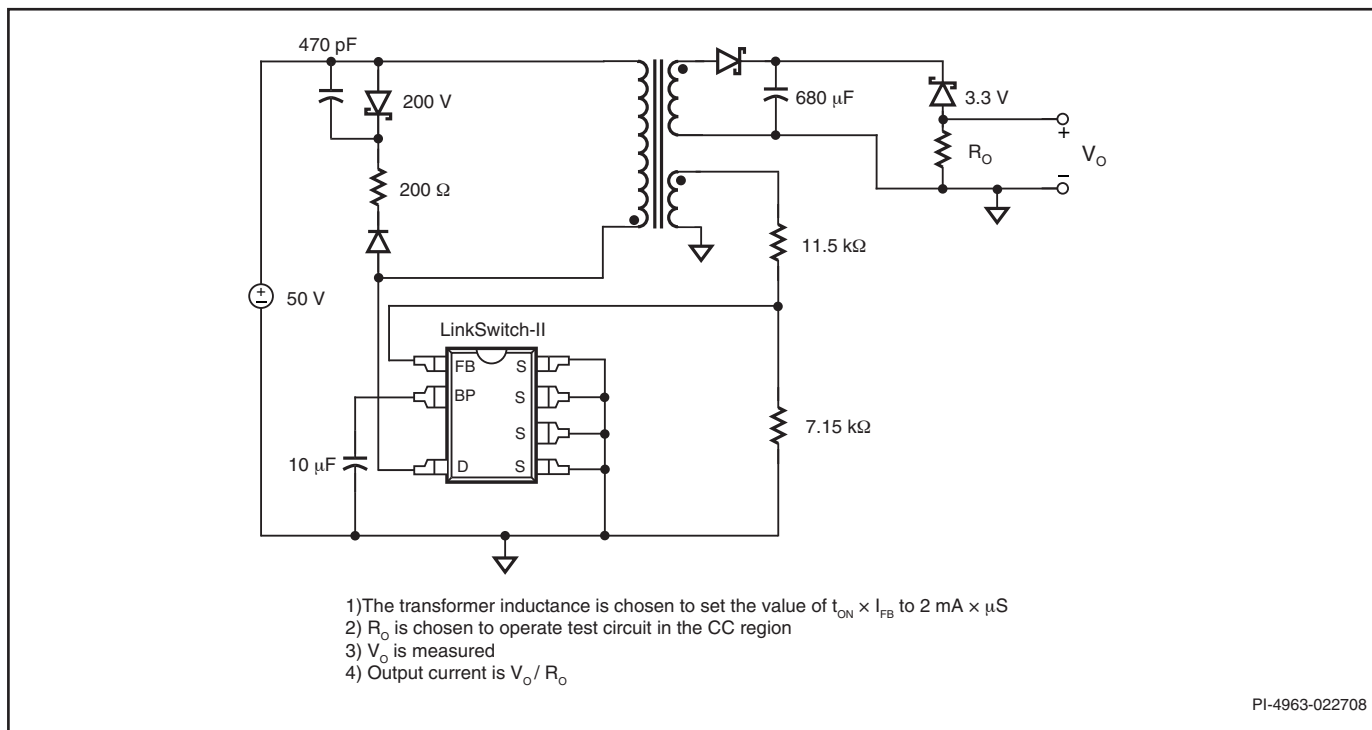 470 pF
200 V
680 μF
3.3 V
+
V_O
R_O
−
200 Ω
11.5 kΩ
+
−
50 V
LinkSwitch-II
FB
S
BP
S
S
7.15 kΩ
10 μF
D
S
1)The transformer inductance is chosen to set the value of t_ON × I_FB to 2 mA × μS
2) R_O is chosen to operate test circuit in the CC region
3) V_O is measured
4) Output current is V_O / R_O
PI-4963-022708